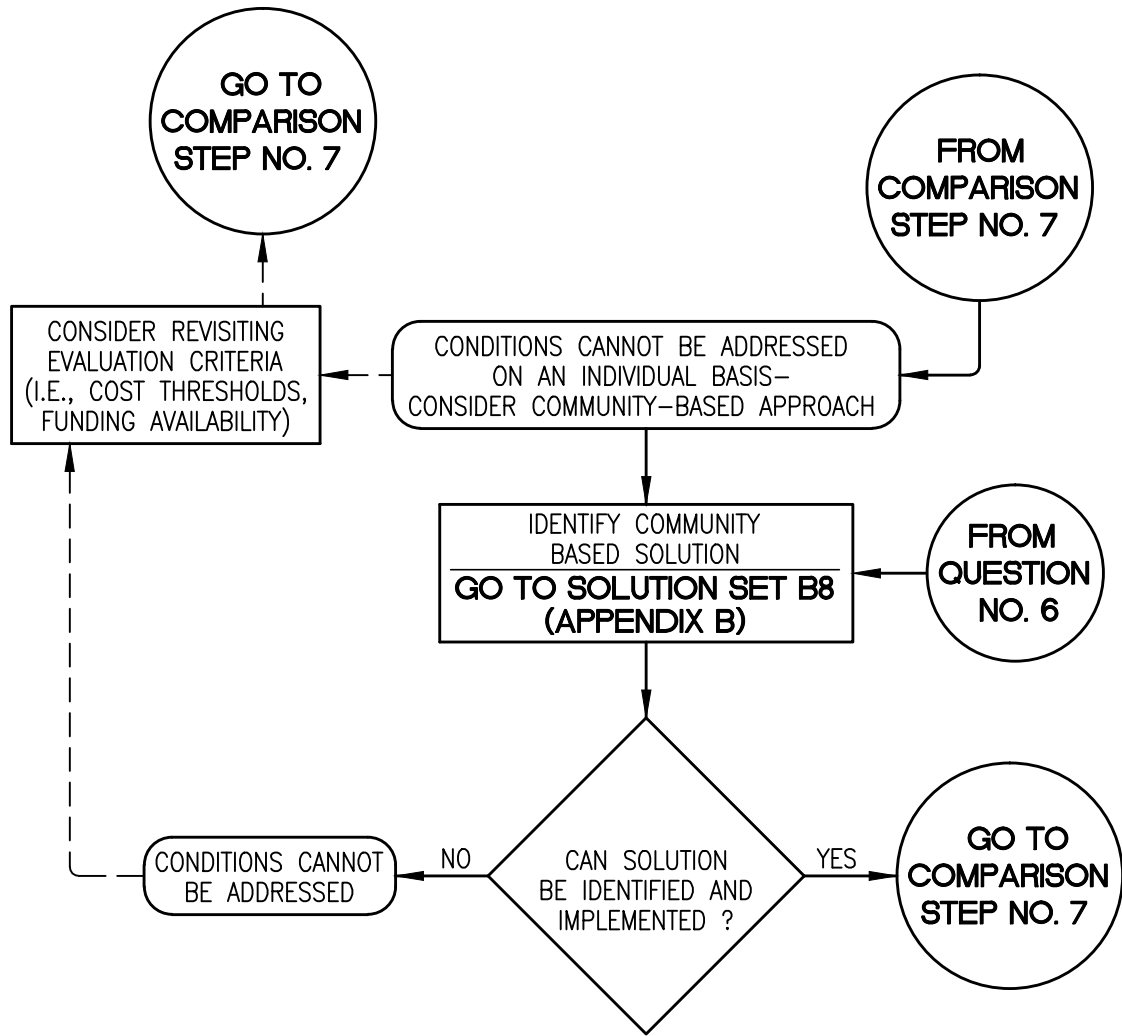 GO TO
COMPARISON
STEP NO. 7
FROM
COMPARISON
STEP NO. 7
CONSIDER REVISITING
EVALUATION CRITERIA
(I.E., COST THRESHOLDS,
FUNDING AVAILABILITY)
CONDITIONS CANNOT BE ADDRESSED
ON AN INDIVIDUAL BASIS–
CONSIDER COMMUNITY–BASED APPROACH
IDENTIFY COMMUNITY
BASED SOLUTION
GO TO SOLUTION SET B8
(APPENDIX B)
FROM
QUESTION
NO. 6
CONDITIONS CANNOT
BE ADDRESSED
NO
CAN SOLUTION
BE IDENTIFIED AND
IMPLEMENTED ?
YES
GO TO
COMPARISON
STEP NO. 7